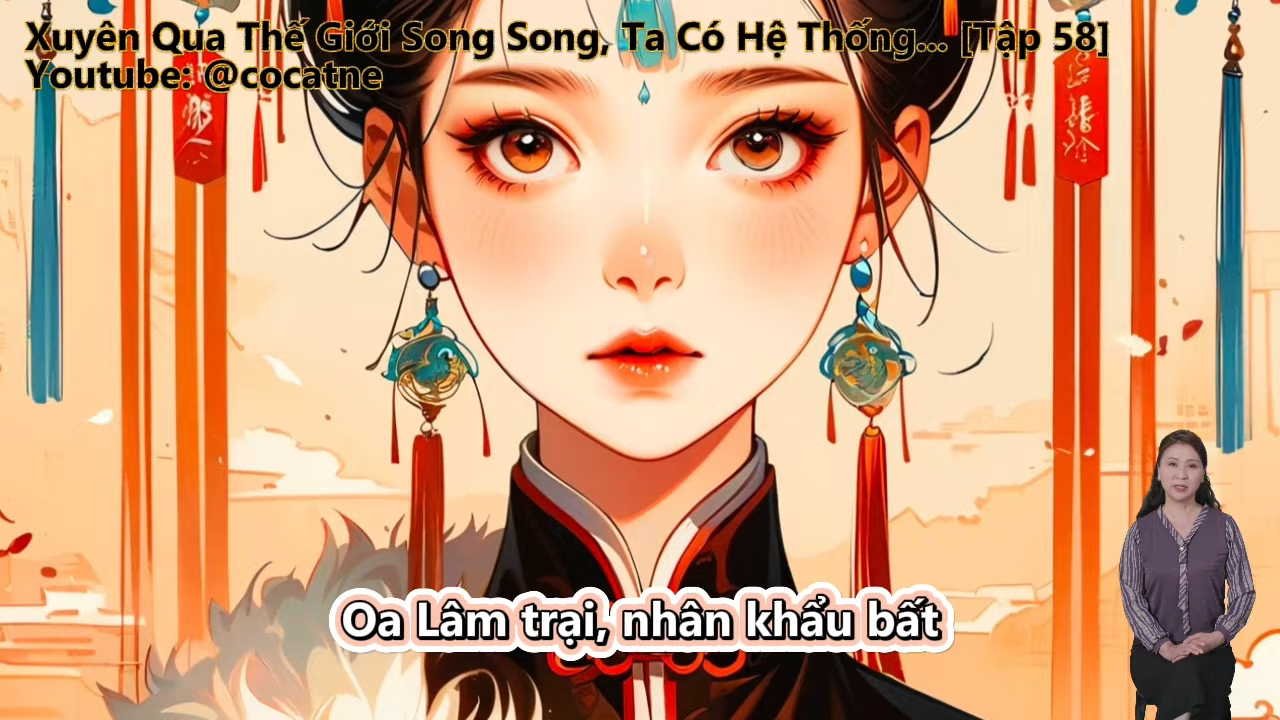 Xuyên Qua Thế Giới Song Song, Ta Có Hệ Thống... [Tập 58]
Youtube: @cocatne
Oa Lâm trại, nhân khẩu bất